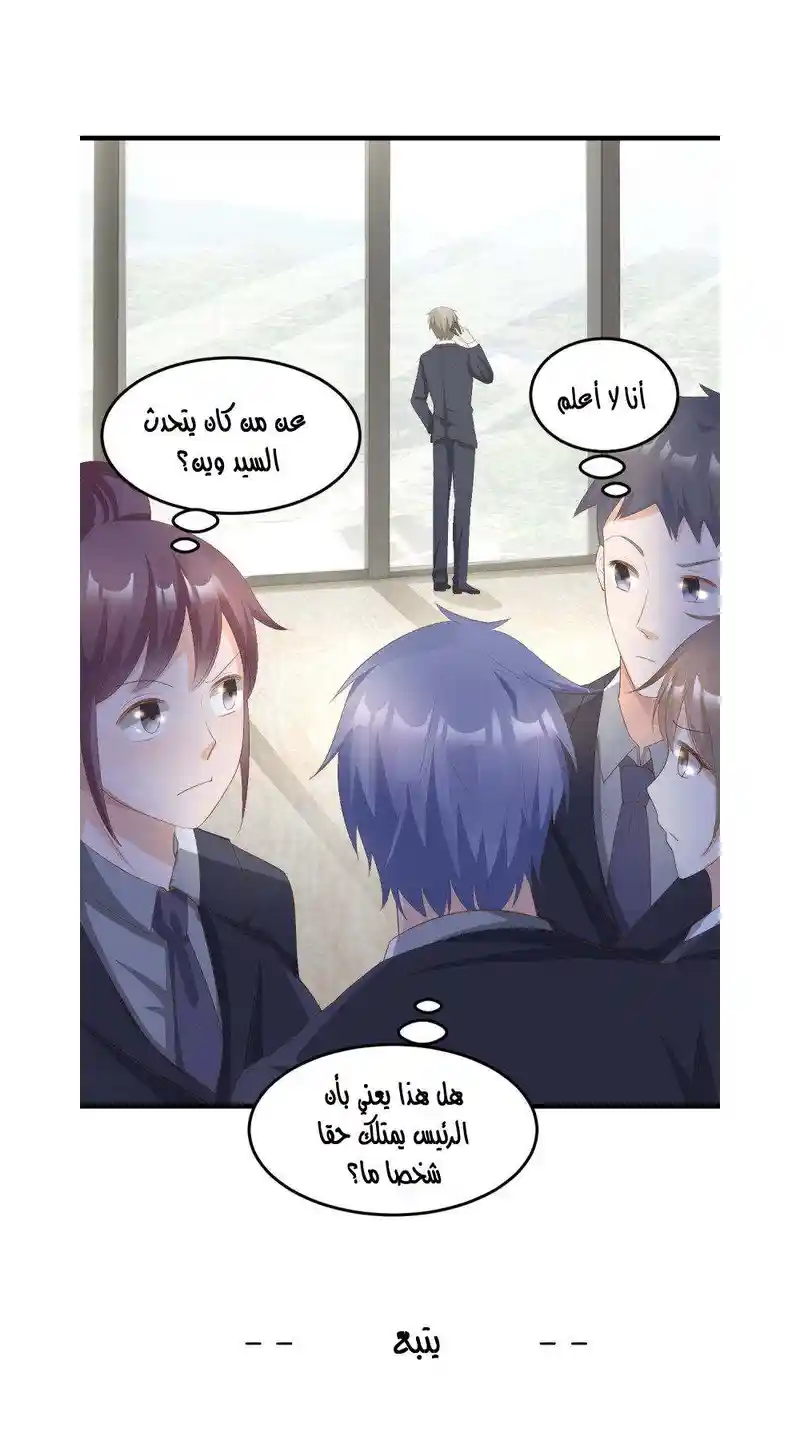 أنا لا أعلم
عن من كان يتحدث
السيد وين؟
هل هذا يعني بأن
الرئيس يمتلك حقا
شخصا ما؟
-- يتبع --